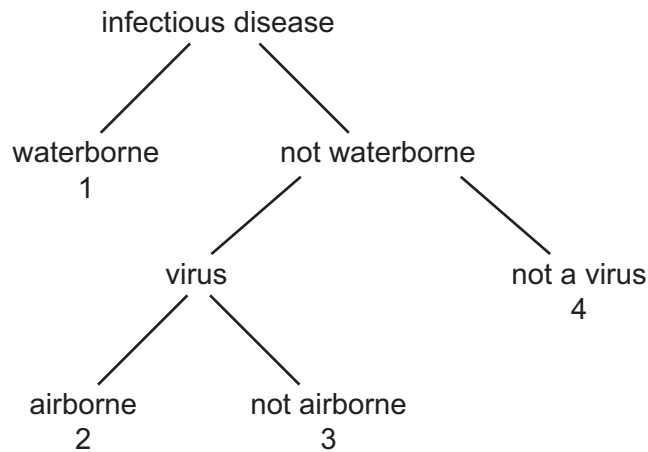 infectious disease
waterborne
1
not waterborne
virus
not a virus
4
airborne
2
not airborne
3